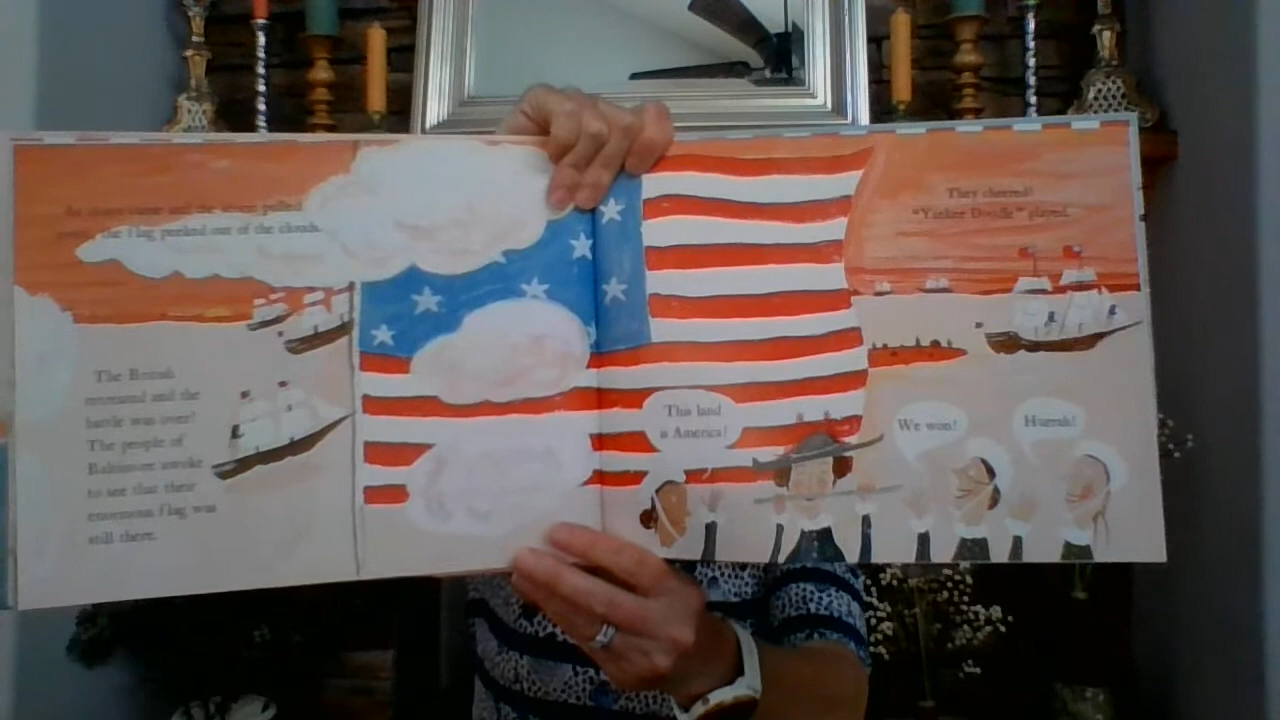 the Flag peeked out of the clouds.
The British
retreated and the
battle was over!
The people of
Baltimore awoke
to see that their
enormous flag was
still there.
This land
is America!
They cheered!
"Yankee Doodle" played.
We won!
Hurrah!